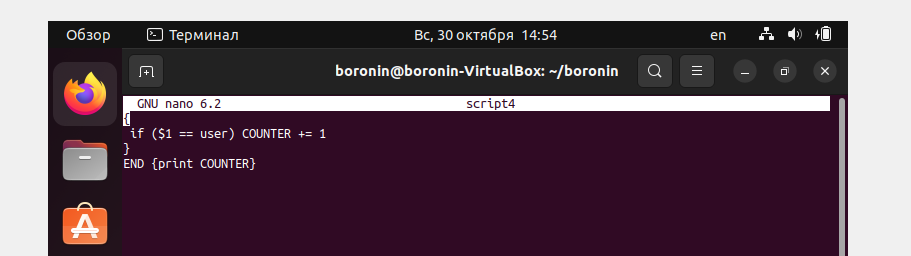 Обзор Терминал Вс, 30 октября 14:54 en
boronin@boronin-VirtualBox: ~/boronin
GNU nano 6.2 script4
{
if ($1 == user) COUNTER += 1
}
END {print COUNTER}